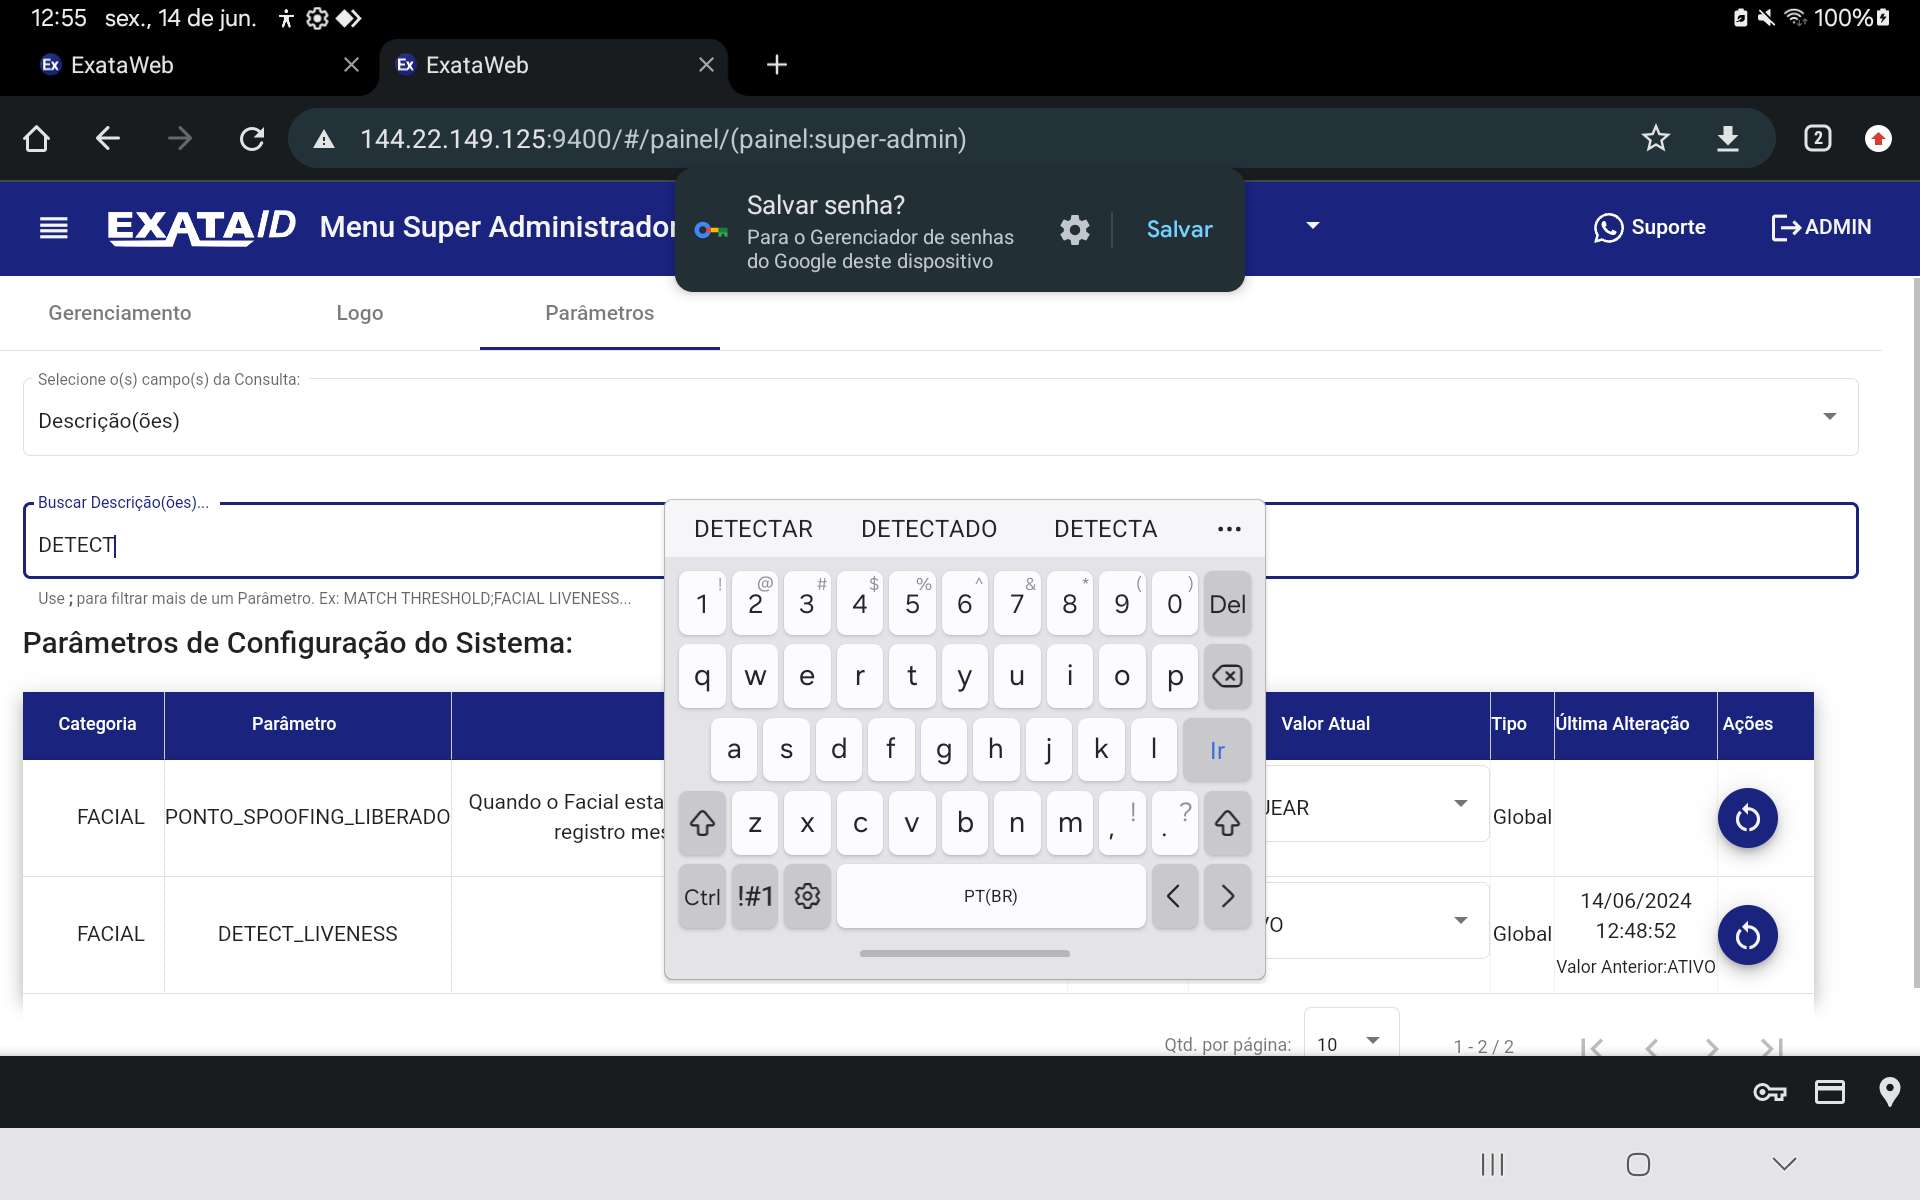 12:55 sex., 14 de jun. 100%
Ex ExataWeb
Ex ExataWeb
144.22.149.125:9400/#/painel/(painel:super-admin)
2
EXATA/ID Menu Super Administrador
Suporte
ADMIN
Salvar senha?
Para o Gerenciador de senhas
do Google deste dispositivo
Salvar
Gerenciamento Logo Parâmetros
Selecione o(s) campo(s) da Consulta:
Descrição(ões)
Buscar Descrição(ões)...
DETECT
Use ; para filtrar mais de um Parâmetro. Ex: MATCH THRESHOLD;FACIAL LIVENESS...
Parâmetros de Configuração do Sistema:
Categoria Parâmetro Valor Atual Tipo Última Alteração Ações
FACIAL PONTO_SPOOFING_LIBERADO Quando o Facial esta
registro mes
JEAR Global
FACIAL DETECT_LIVENESS
VO Global 14/06/2024
12:48:52
Valor Anterior:ATIVO
Qtd. por página: 10 1 - 2 / 2
DETECTAR DETECTADO DETECTA ...
! @ # $ % ^ & * ( )
1 2 3 4 5 6 7 8 9 0 Del
q w e r t y u i o p
a s d f g h j k l Ir
z x c v b n m , ! . ?
Ctrl !#1 PT(BR) < >